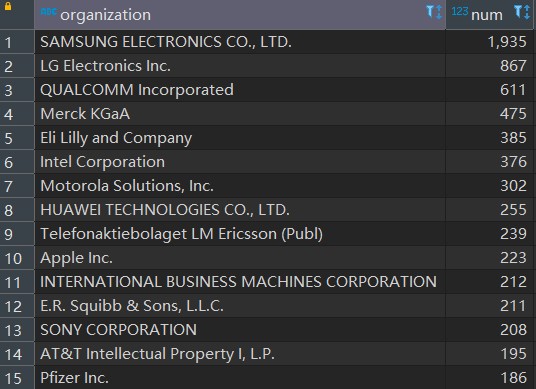 organization num
1 SAMSUNG ELECTRONICS CO., LTD. 1,935
2 LG Electronics Inc. 867
3 QUALCOMM Incorporated 611
4 Merck KGaA 475
5 Eli Lilly and Company 385
6 Intel Corporation 376
7 Motorola Solutions, Inc. 302
8 HUAWEI TECHNOLOGIES CO., LTD. 255
9 Telefonaktiebolaget LM Ericsson (Publ) 239
10 Apple Inc. 223
11 INTERNATIONAL BUSINESS MACHINES CORPORATION 212
12 E.R. Squibb & Sons, L.L.C. 211
13 SONY CORPORATION 208
14 AT&T Intellectual Property I, L.P. 195
15 Pfizer Inc. 186